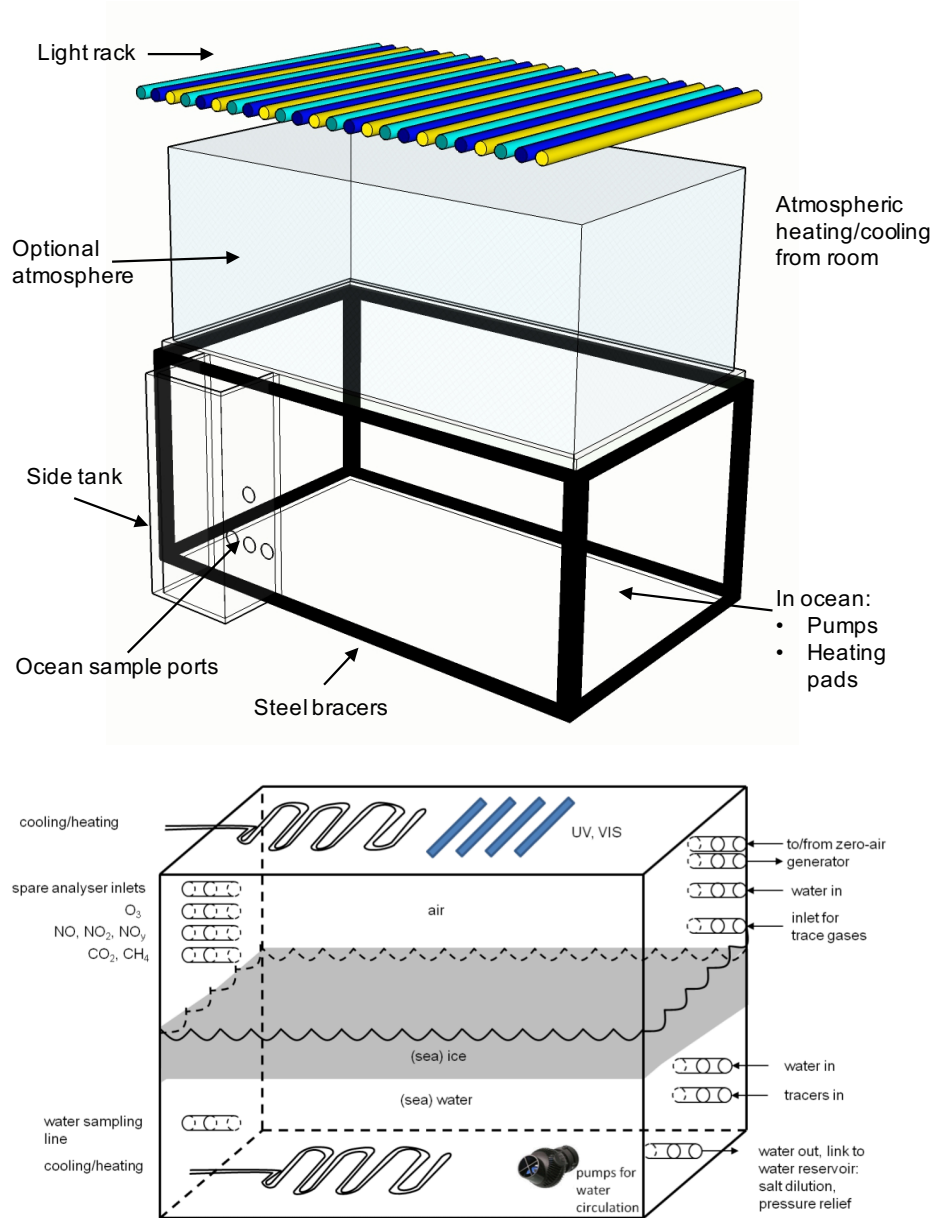 Light rack
Optional
atmosphere
Atmospheric
heating/cooling
from room
Side tank
Ocean sample ports
Steel bracers
In ocean:
• Pumps
• Heating
pads
cooling/heating
UV, VIS
to/from zero-air
generator
spare analyser inlets
O₃
NO, NO₂, NOy
CO₂, CH₄
air
water in
inlet for
trace gases
(sea) ice
(sea) water
water in
tracers in
water sampling
line
cooling/heating
pumps for
water
circulation
water out, link to
water reservoir:
salt dilution,
pressure relief